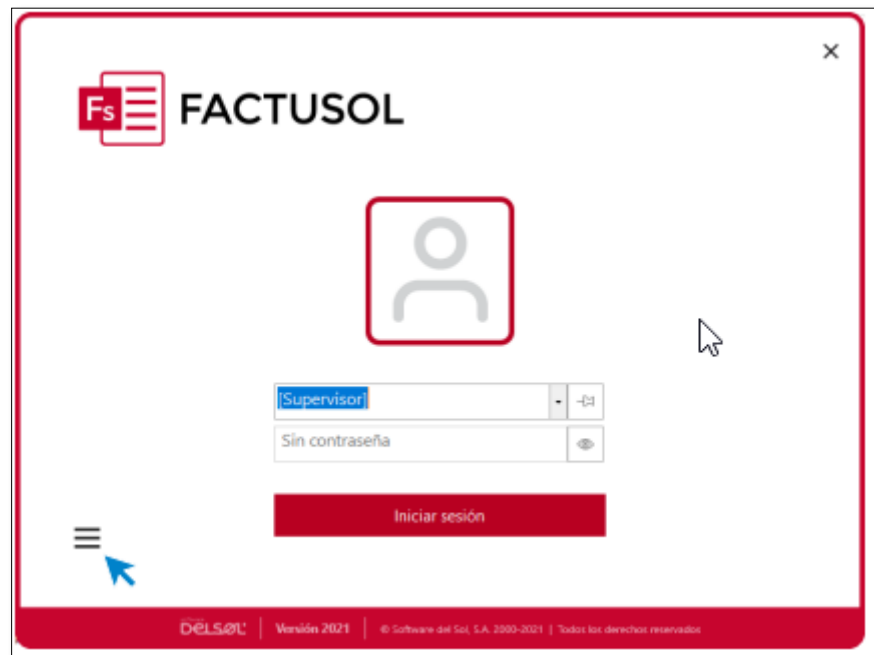 Fs FACTUSOL
[Supervisor]
Sin contraseña
Iniciar sesión
DELSOL | Versión 2021 | © Software del Sol, S.A. 2000-2021 | Todos los derechos reservados